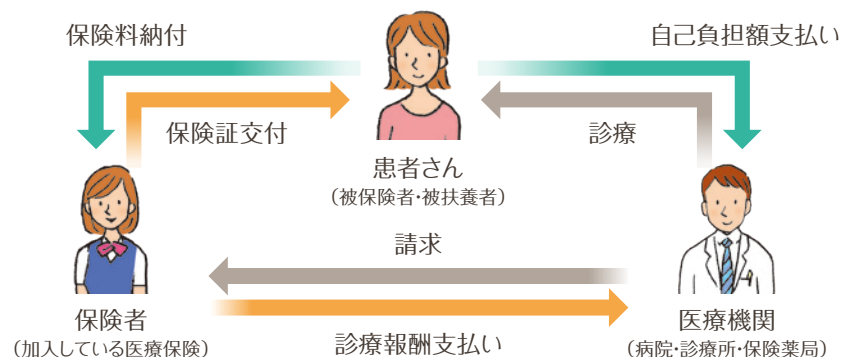 保険料納付
自己負担額支払い
保険証交付
診療
患者さん
（被保険者・被扶養者）
請求
保険者
（加入している医療保険）
診療報酬支払い
医療機関
（病院・診療所・保険薬局）